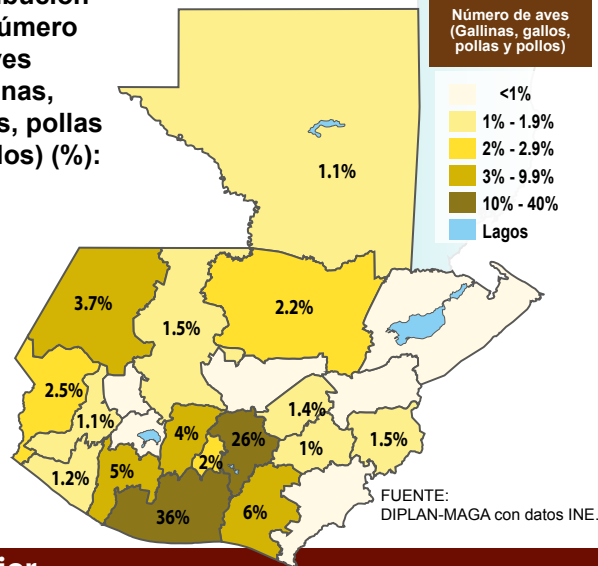 úmero
nas,
s, pollas
los) (%):
Número de aves
(Gallinas, gallos,
pollas y pollos)
<1%
1% - 1.9%
2% - 2.9%
3% - 9.9%
10% - 40%
Lagos
1.1%
3.7%
1.5%
2.2%
2.5%
1.1%
1.4%
4%
26%
2%
1%
1.5%
1.2%
5%
36%
6%
FUENTE:
DIPLAN-MAGA con datos INE.